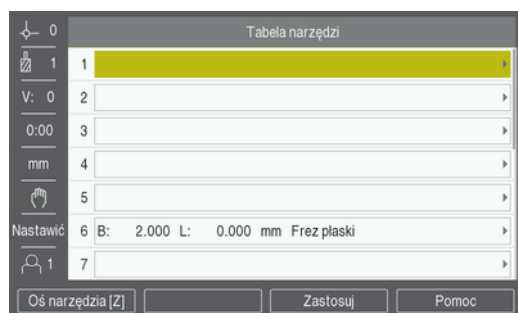 0 Tabela narzędzi
1 1
V: 0 2
0:00 3
mm 4
5
Nastawić 6 B: 2.000 L: 0.000 mm Frez płaski
1 7
Oś narzędzia [Z] Zastosuj Pomoc